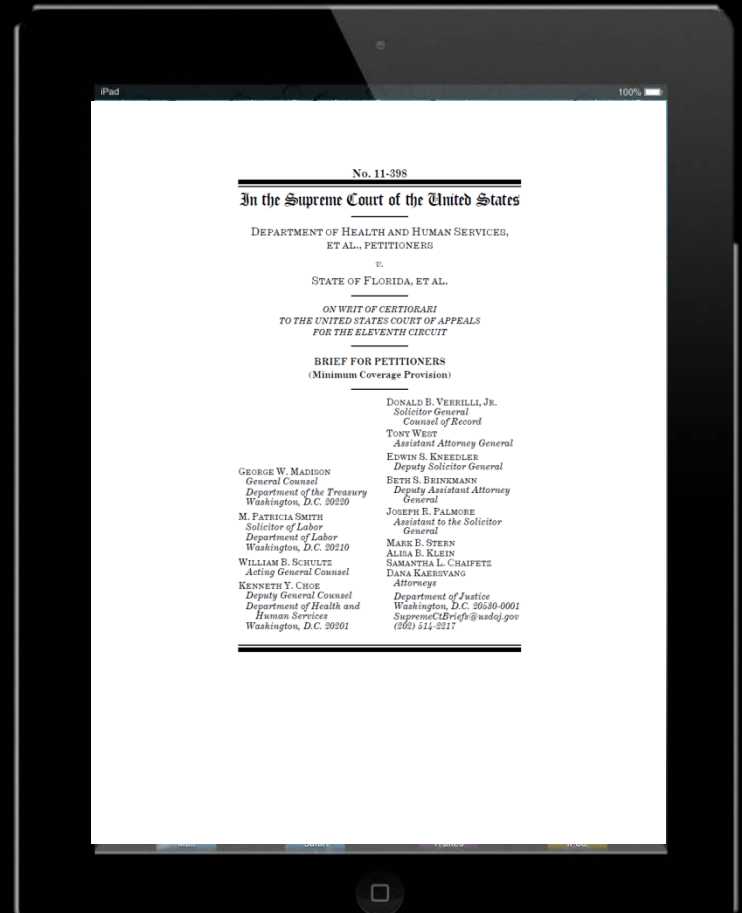 iPad
100%
No. 11-398
In the Supreme Court of the United States
DEPARTMENT OF HEALTH AND HUMAN SERVICES,
ET AL., PETITIONERS
v.
STATE OF FLORIDA, ET AL.
ON WRIT OF CERTIORARI
TO THE UNITED STATES COURT OF APPEALS
FOR THE ELEVENTH CIRCUIT
BRIEF FOR PETITIONERS
(Minimum Coverage Provision)
GEORGE W. MADISON
General Counsel
Department of the Treasury
Washington, D.C. 20220
M. PATRICIA SMITH
Solicitor of Labor
Department of Labor
Washington, D.C. 20210
WILLIAM B. SCHULTZ
Acting General Counsel
KENNETH Y. CHOE
Deputy General Counsel
Department of Health and
Human Services
Washington, D.C. 20201
DONALD B. VERRILLI, JR.
Solicitor General
Counsel of Record
TONY WEST
Assistant Attorney General
EDWIN S. KNEEDLER
Deputy Solicitor General
BETH S. BRINKMANN
Deputy Assistant Attorney
General
JOSEPH R. PALMORE
Assistant to the Solicitor
General
MARK B. STERN
ALISA B. KLEIN
SAMANTHA L. CHAIFETZ
DANA KAERSVANG
Attorneys
Department of Justice
Washington, D.C. 20530-0001
SupremeCtBriefs@usdoj.gov
(202) 514-2217